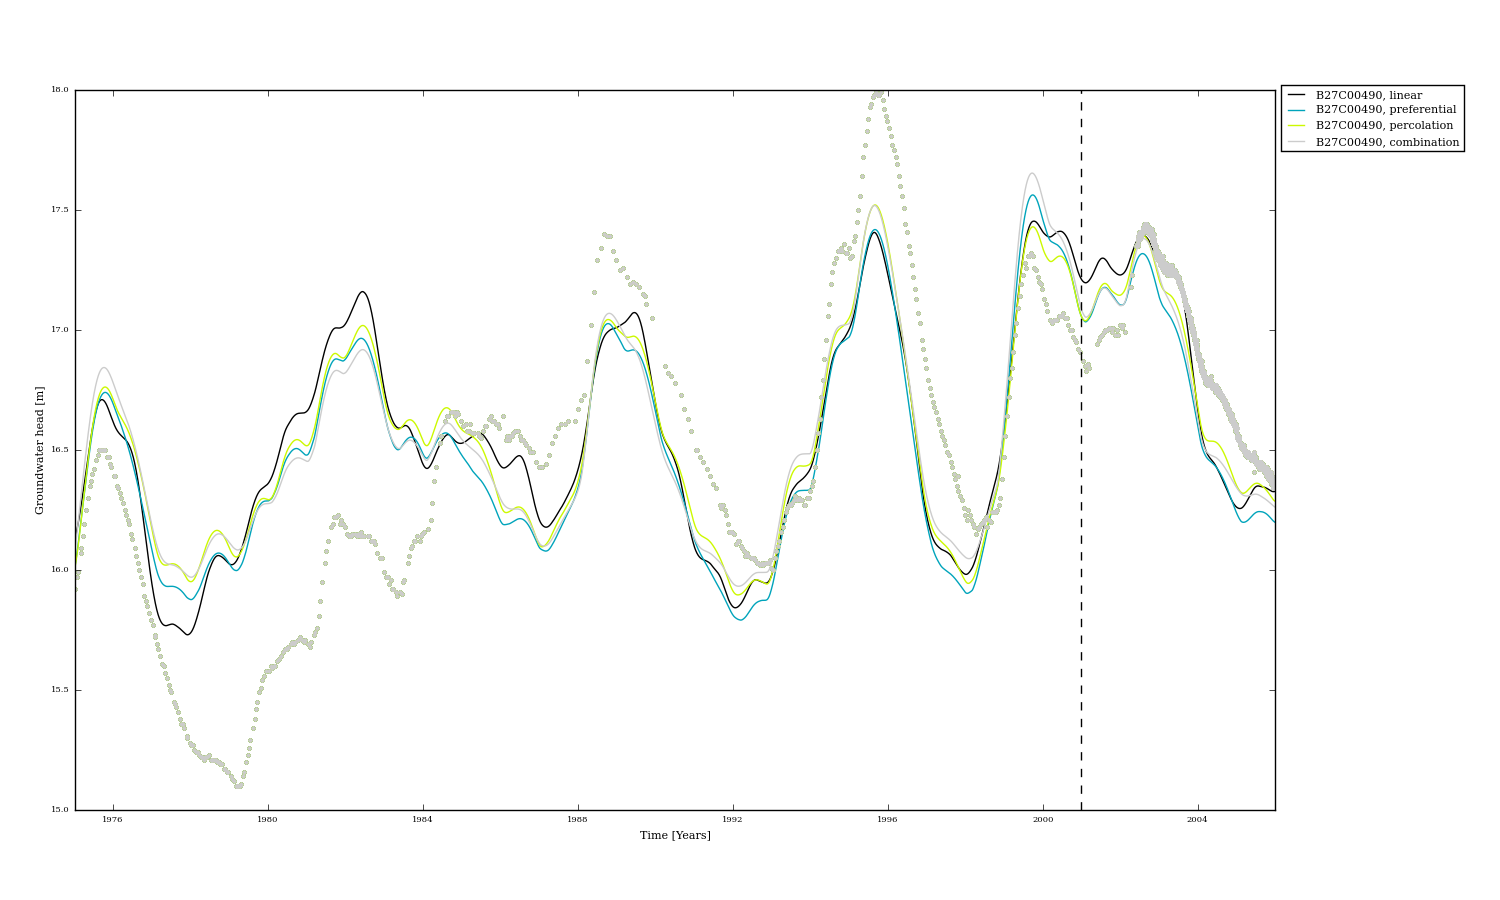 18.0
17.5
17.0
16.5
16.0
15.5
15.0
Groundwater head [m]
1976 1980 1984 1988 1992 1996 2000 2004
Time [Years]
B27C00490, linear
B27C00490, preferential
B27C00490, percolation
B27C00490, combination